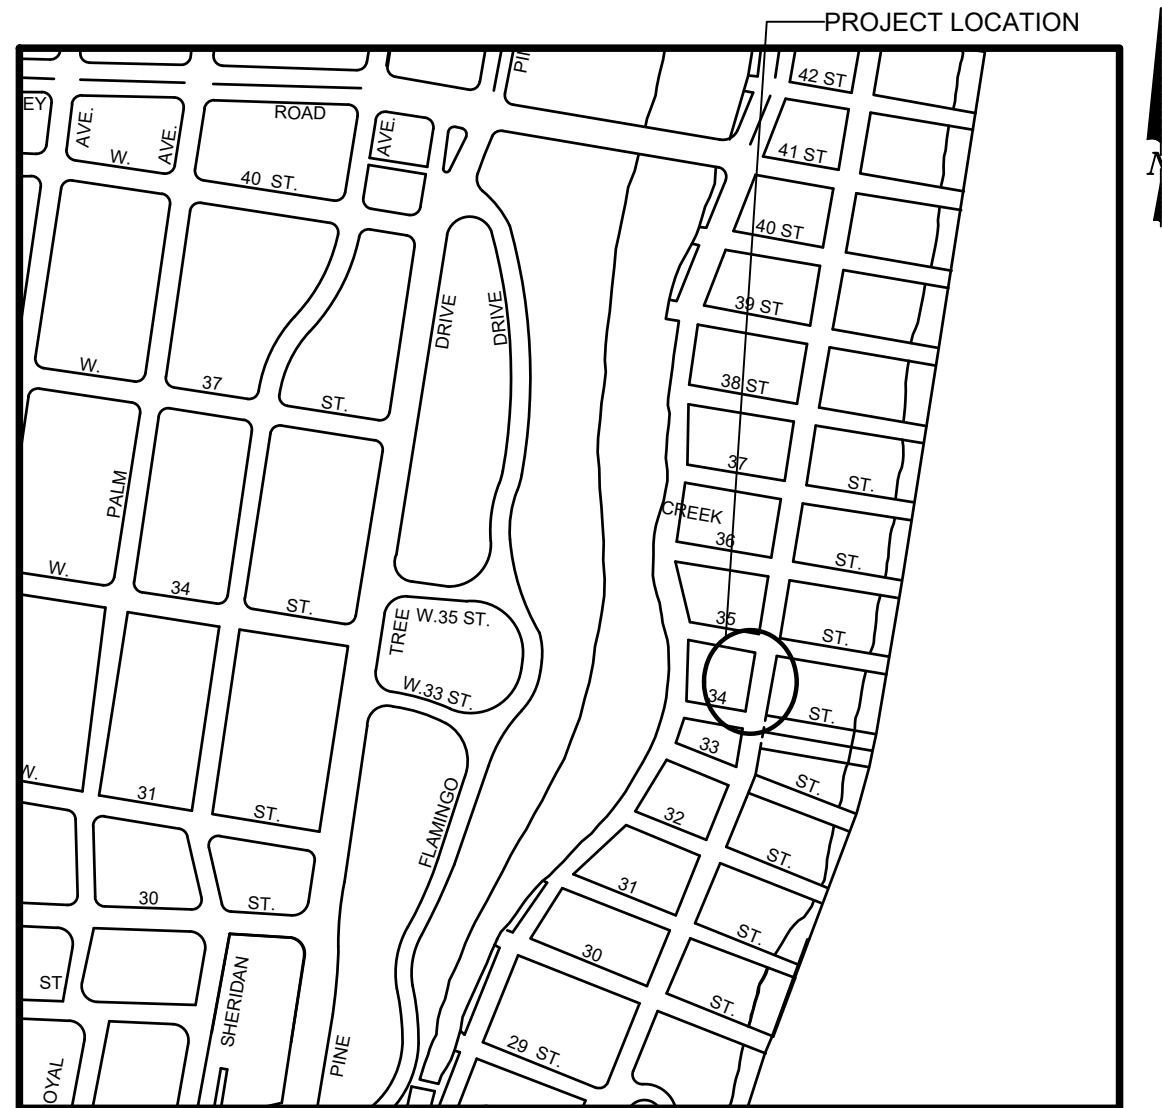 PROJECT LOCATION
42 ST
EY
AVE.
ROAD
AVE.
AVE.
W.
41 ST
40 ST.
40 ST
DRIVE
DRIVE
39 ST
W.
37
ST.
38 ST
37
ST.
PALM
CREEK
36
ST.
W.
34
ST.
TREE
W.35 ST.
35
ST.
W.33 ST.
34
ST.
33
W.
31
ST.
FLAMINGO
ST.
32
ST.
30
ST.
31
ST.
ST
SHERIDAN
30
ST.
OYAL
PINE
29 ST.
N